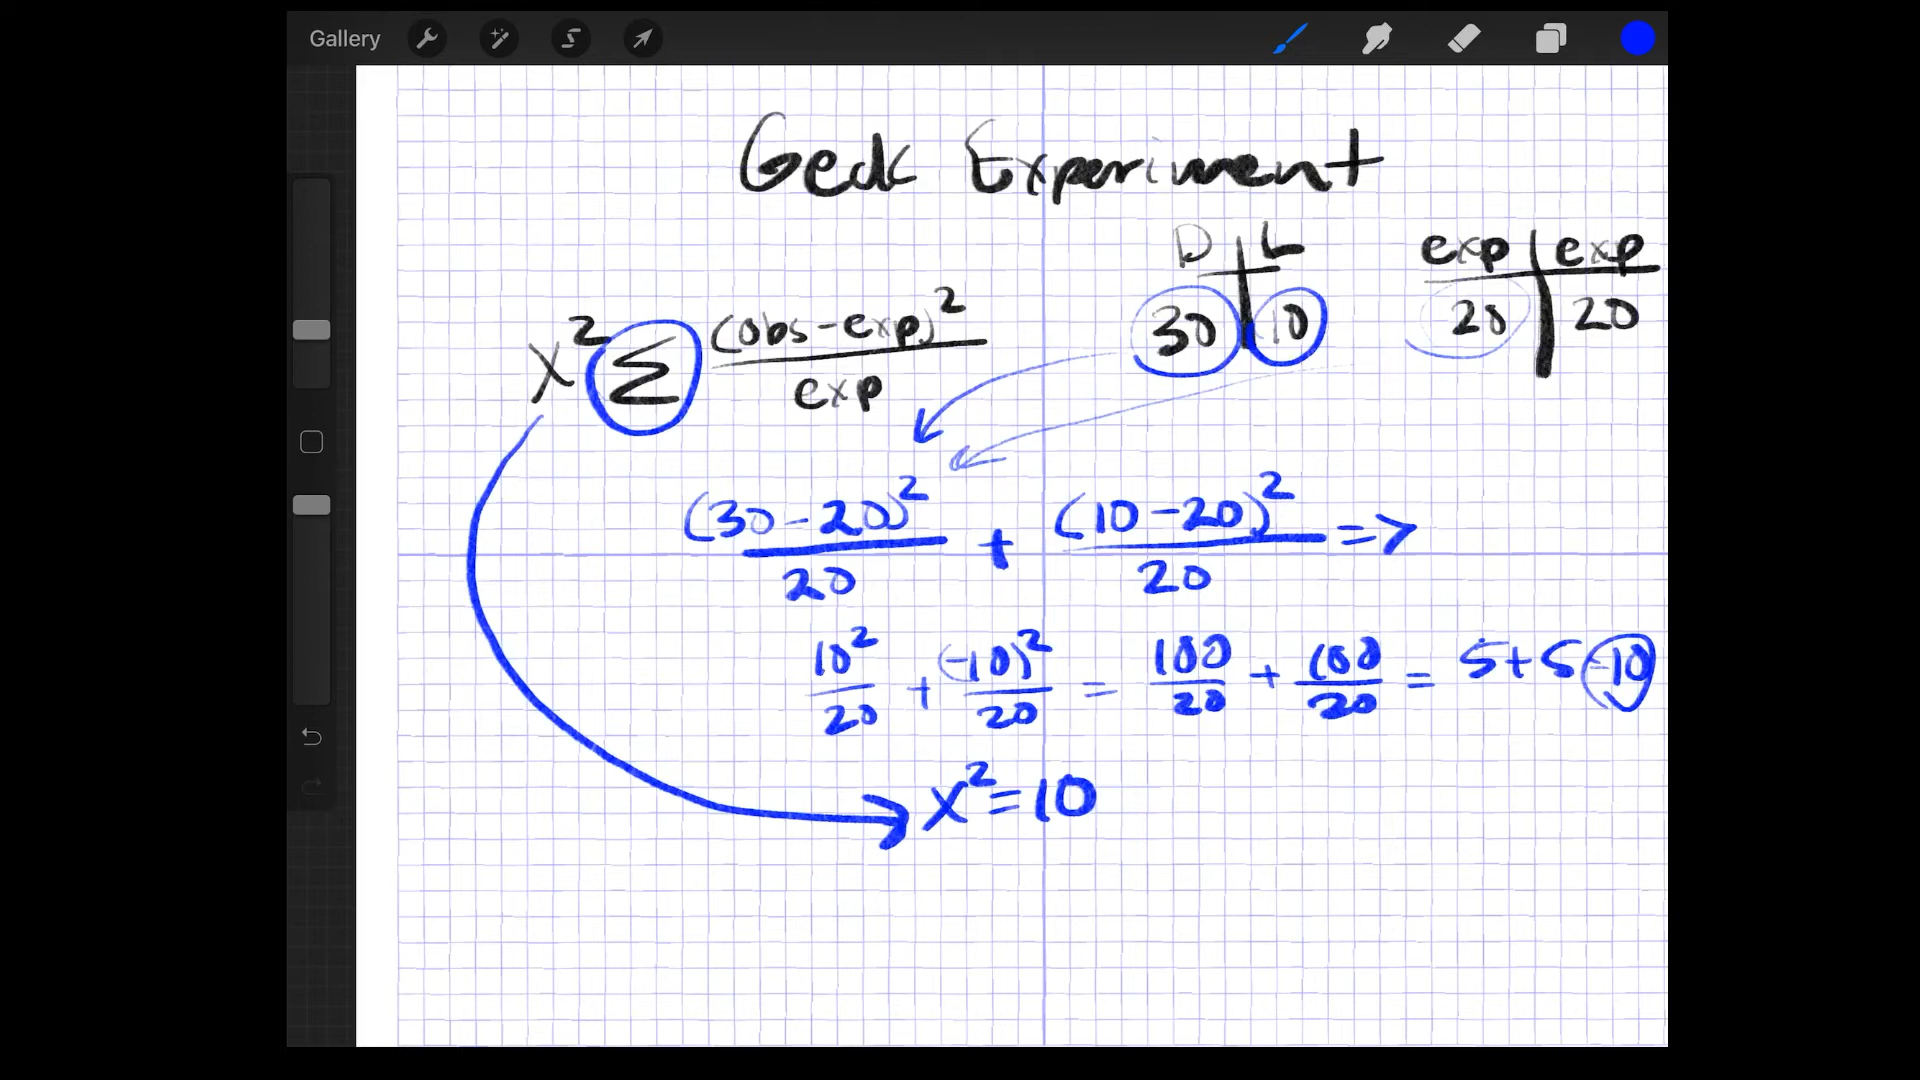 Gallery
Geck Experiment
D L exp exp
30 10 20 20
X² Σ (obs-exp)² / exp
(30-20)² / 20 + (10-20)² / 20 =>
10² / 20 + (-10)² / 20 = 100 / 20 + 100 / 20 = 5+5=10
X²=10